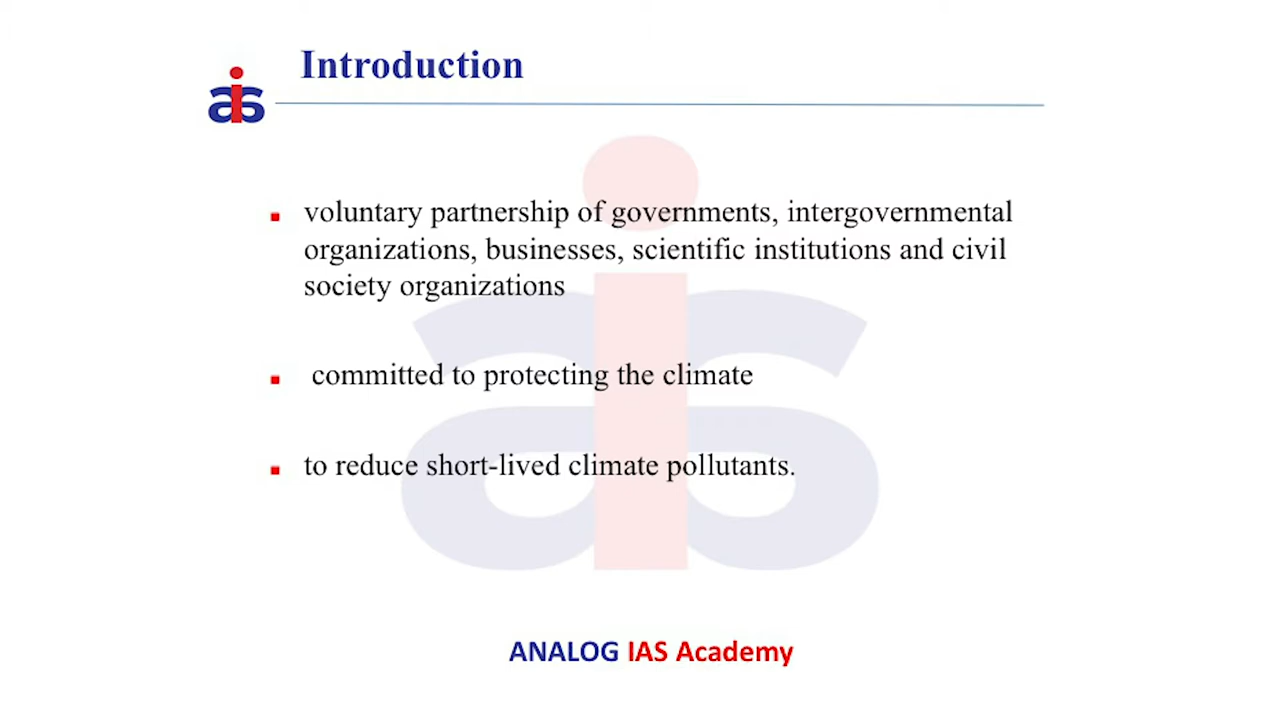 Introduction
ais
voluntary partnership of governments, intergovernmental
organizations, businesses, scientific institutions and civil
society organizations
committed to protecting the climate
to reduce short-lived climate pollutants.
ANALOG IAS Academy